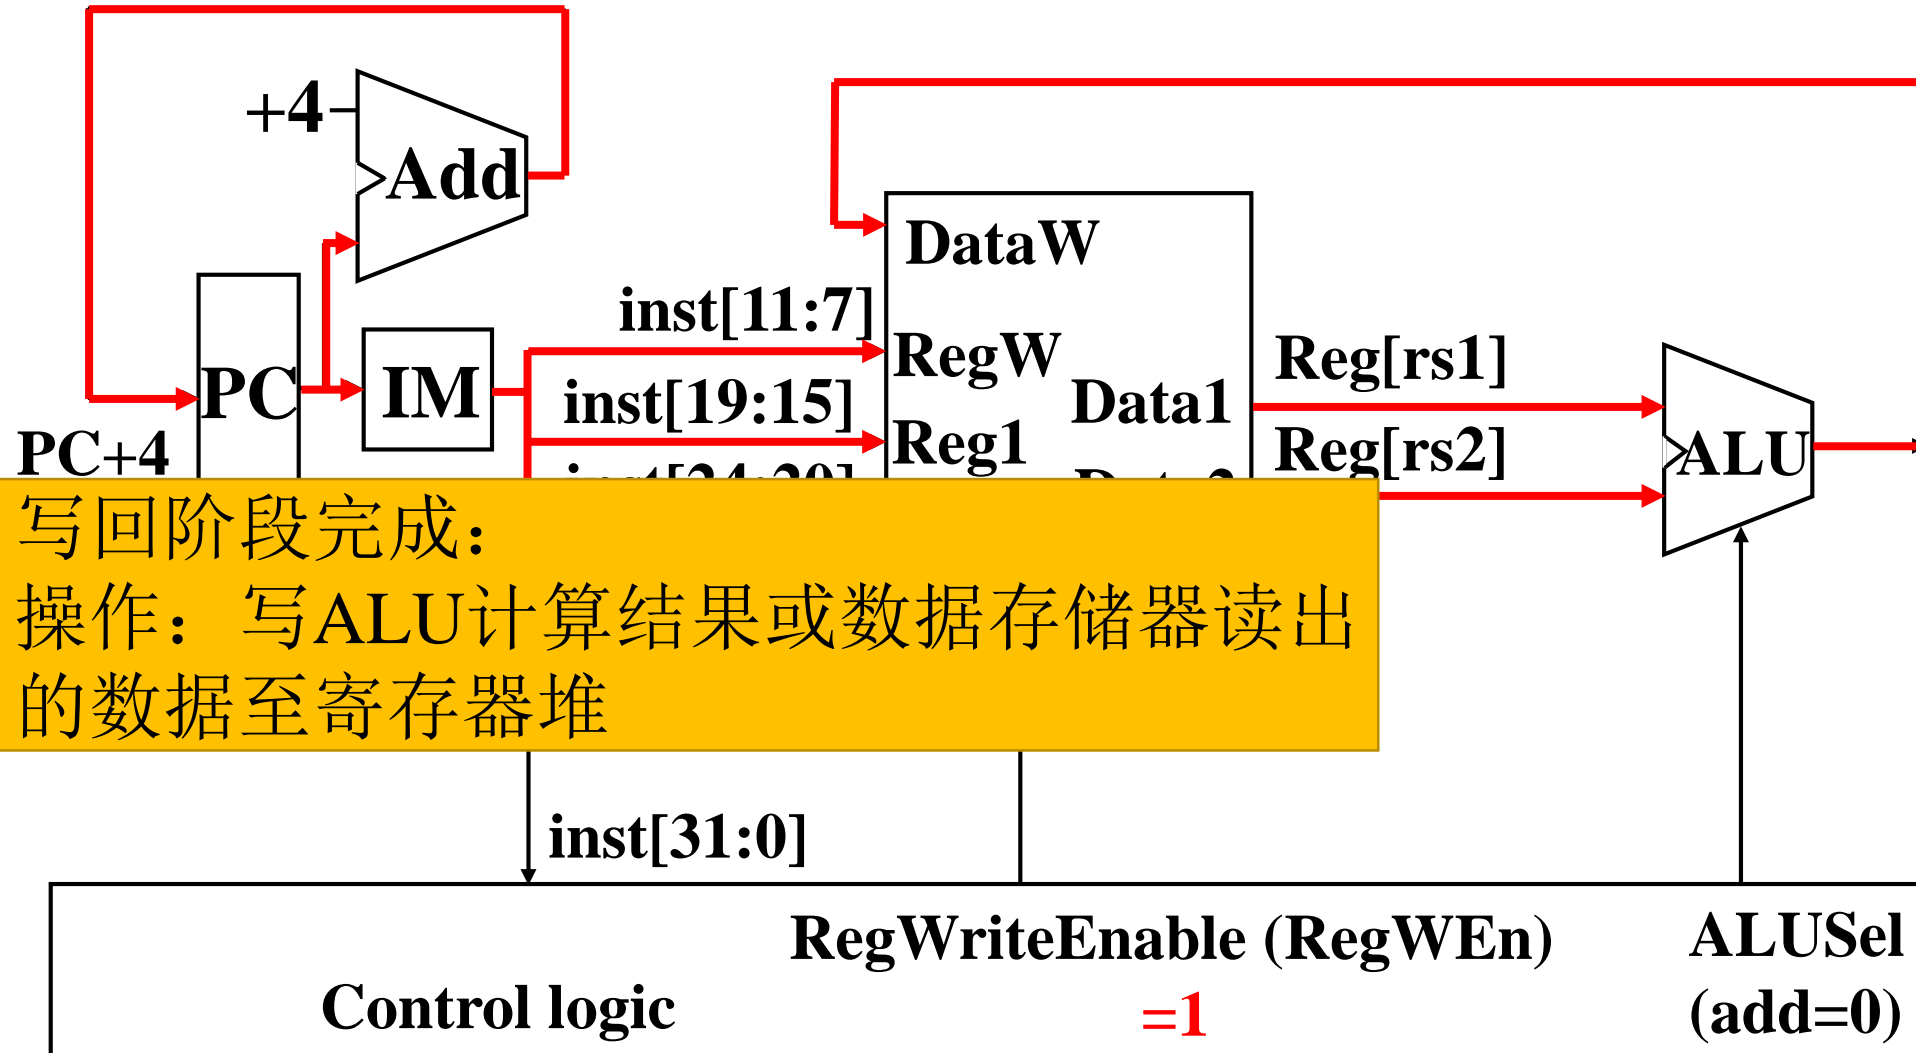 +4
Add
DataW
inst[11:7]
RegW
Reg[rs1]
PC
IM
inst[19:15]
Data1
Reg1
ALU
PC+4
Reg[rs2]
写回阶段完成：
操作：写ALU计算结果或数据存储器读出
的数据至寄存器堆
inst[31:0]
RegWriteEnable (RegWEn)
=1
ALUSel
(add=0)
Control logic